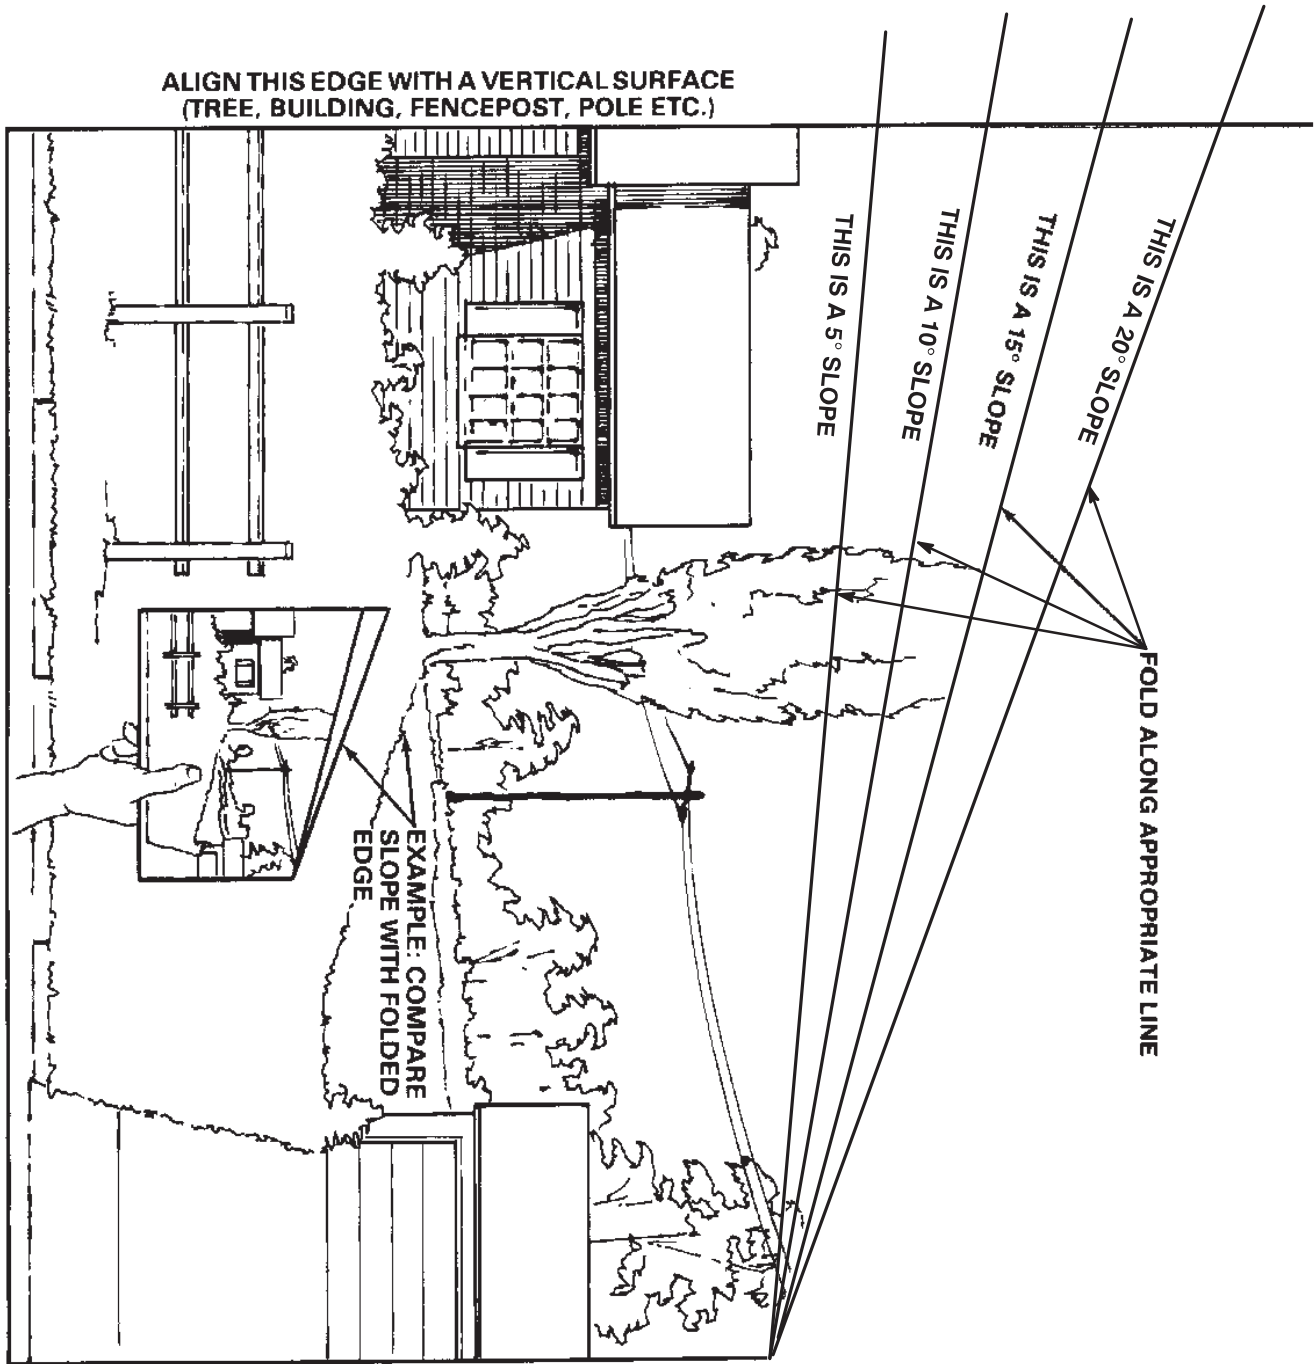 ALIGN THIS EDGE WITH A VERTICAL SURFACE
(TREE, BUILDING, FENCEPOST, POLE ETC.)
THIS IS A 5° SLOPE
THIS IS A 10° SLOPE
THIS IS A 15° SLOPE
THIS IS A 20° SLOPE
FOLD ALONG APPROPRIATE LINE
EXAMPLE: COMPARE
SLOPE WITH FOLDED
EDGE